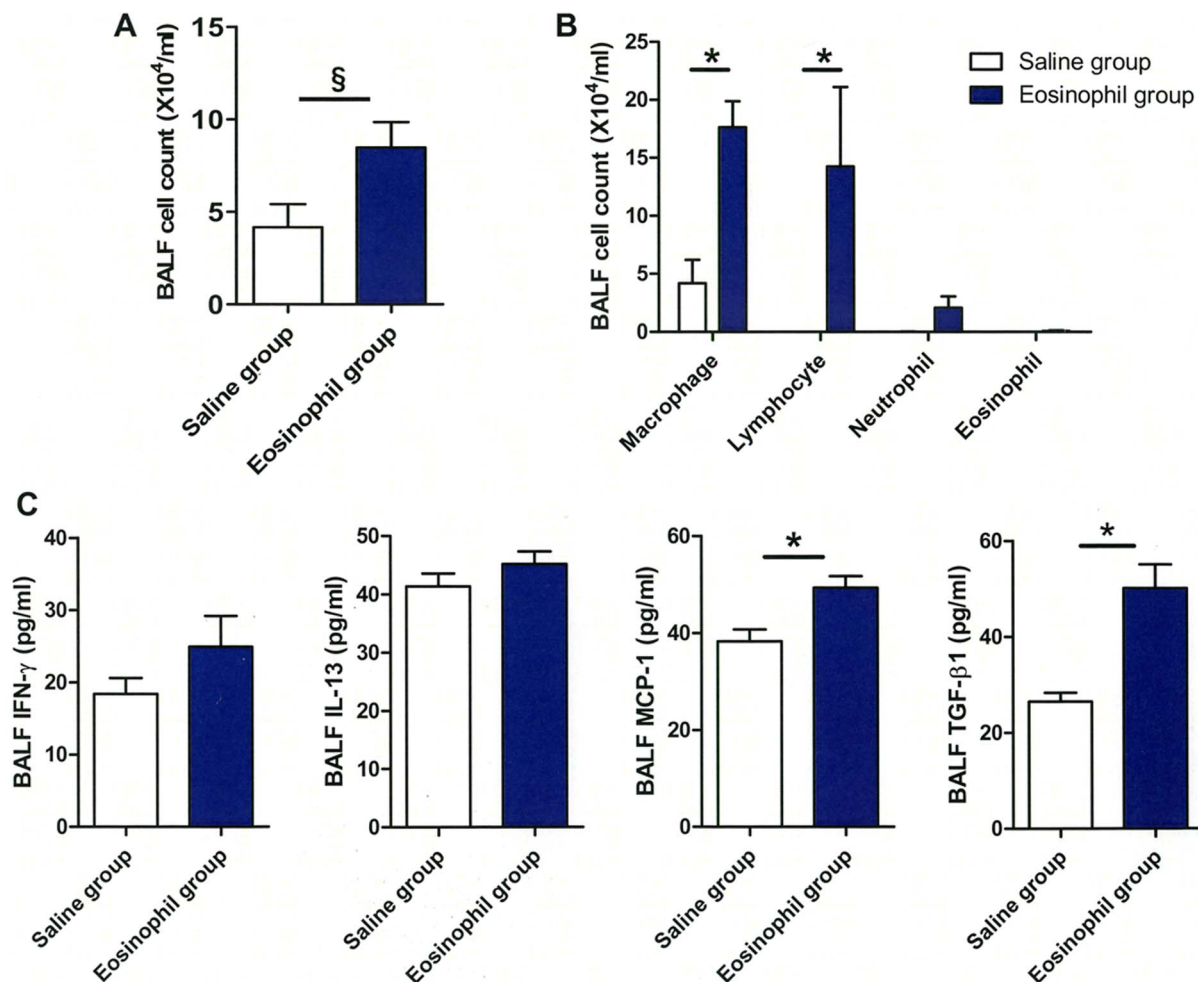 A
BALF cell count (X10⁴/ml)
15
10
5
0
§
Saline group
Eosinophil group
B
BALF cell count (X10⁴/ml)
25
20
15
10
5
0
*
*
Saline group
Eosinophil group
Macrophage
Lymphocyte
Neutrophil
Eosinophil
C
BALF IFN-γ (pg/ml)
40
30
20
10
0
Saline group
Eosinophil group
BALF IL-13 (pg/ml)
50
40
30
20
10
0
Saline group
Eosinophil group
BALF MCP-1 (pg/ml)
60
40
20
0
*
Saline group
Eosinophil group
BALF TGF-β1 (pg/ml)
60
40
20
0
*
Saline group
Eosinophil group